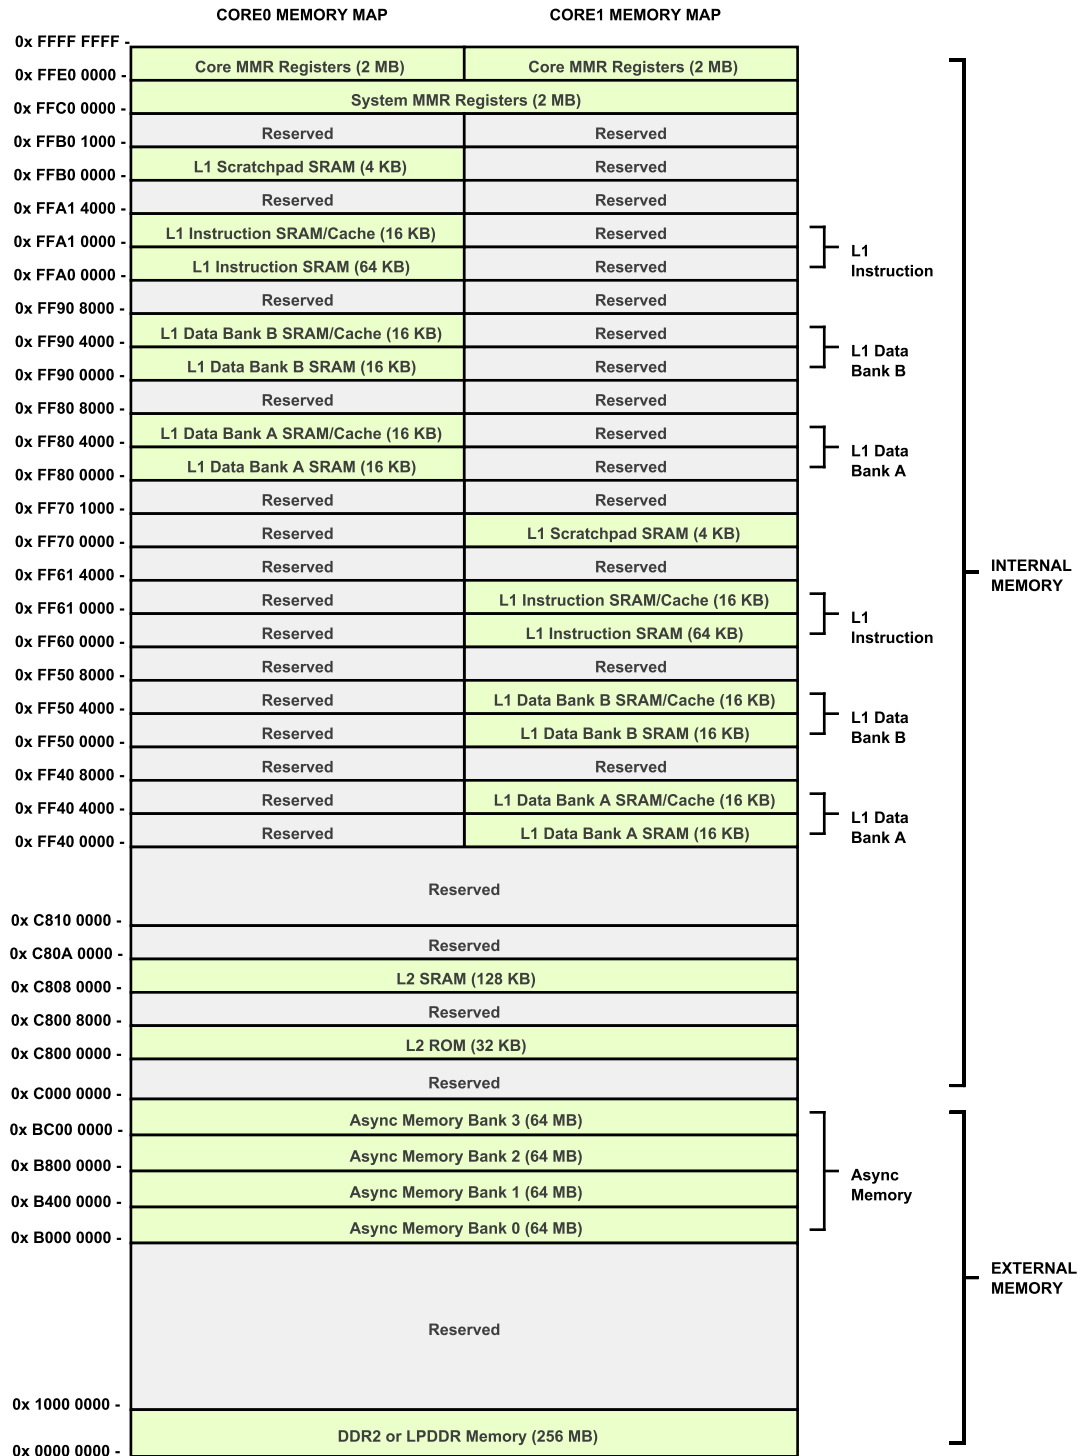 CORE0 MEMORY MAP CORE1 MEMORY MAP
0x FFFF FFFF -
Core MMR Registers (2 MB) Core MMR Registers (2 MB)
0x FFE0 0000 -
System MMR Registers (2 MB)
0x FFC0 0000 -
Reserved Reserved
0x FFB0 1000 -
L1 Scratchpad SRAM (4 KB) Reserved
0x FFB0 0000 -
Reserved Reserved
0x FFA1 4000 -
L1 Instruction SRAM/Cache (16 KB) Reserved
0x FFA1 0000 -
L1 Instruction SRAM (64 KB) Reserved
0x FFA0 0000 -
L1
Instruction
Reserved Reserved
0x FF90 8000 -
L1 Data Bank B SRAM/Cache (16 KB) Reserved
0x FF90 4000 -
L1 Data Bank B SRAM (16 KB) Reserved
0x FF90 0000 -
L1 Data
Bank B
Reserved Reserved
0x FF80 8000 -
L1 Data Bank A SRAM/Cache (16 KB) Reserved
0x FF80 4000 -
L1 Data Bank A SRAM (16 KB) Reserved
0x FF80 0000 -
L1 Data
Bank A
Reserved Reserved
0x FF70 1000 -
Reserved L1 Scratchpad SRAM (4 KB)
0x FF70 0000 -
Reserved Reserved
0x FF61 4000 -
INTERNAL
MEMORY
Reserved L1 Instruction SRAM/Cache (16 KB)
0x FF61 0000 -
Reserved L1 Instruction SRAM (64 KB)
0x FF60 0000 -
L1
Instruction
Reserved Reserved
0x FF50 8000 -
Reserved L1 Data Bank B SRAM/Cache (16 KB)
0x FF50 4000 -
Reserved L1 Data Bank B SRAM (16 KB)
0x FF50 0000 -
L1 Data
Bank B
Reserved Reserved
0x FF40 8000 -
Reserved L1 Data Bank A SRAM/Cache (16 KB)
0x FF40 4000 -
Reserved L1 Data Bank A SRAM (16 KB)
0x FF40 0000 -
L1 Data
Bank A
Reserved
0x C810 0000 -
Reserved
0x C80A 0000 -
L2 SRAM (128 KB)
0x C808 0000 -
Reserved
0x C800 8000 -
L2 ROM (32 KB)
0x C800 0000 -
Reserved
0x C000 0000 -
Async Memory Bank 3 (64 MB)
0x BC00 0000 -
Async Memory Bank 2 (64 MB)
0x B800 0000 -
Async Memory Bank 1 (64 MB)
0x B400 0000 -
Async Memory Bank 0 (64 MB)
0x B000 0000 -
Async
Memory
EXTERNAL
MEMORY
Reserved
0x 1000 0000 -
DDR2 or LPDDR Memory (256 MB)
0x 0000 0000 -